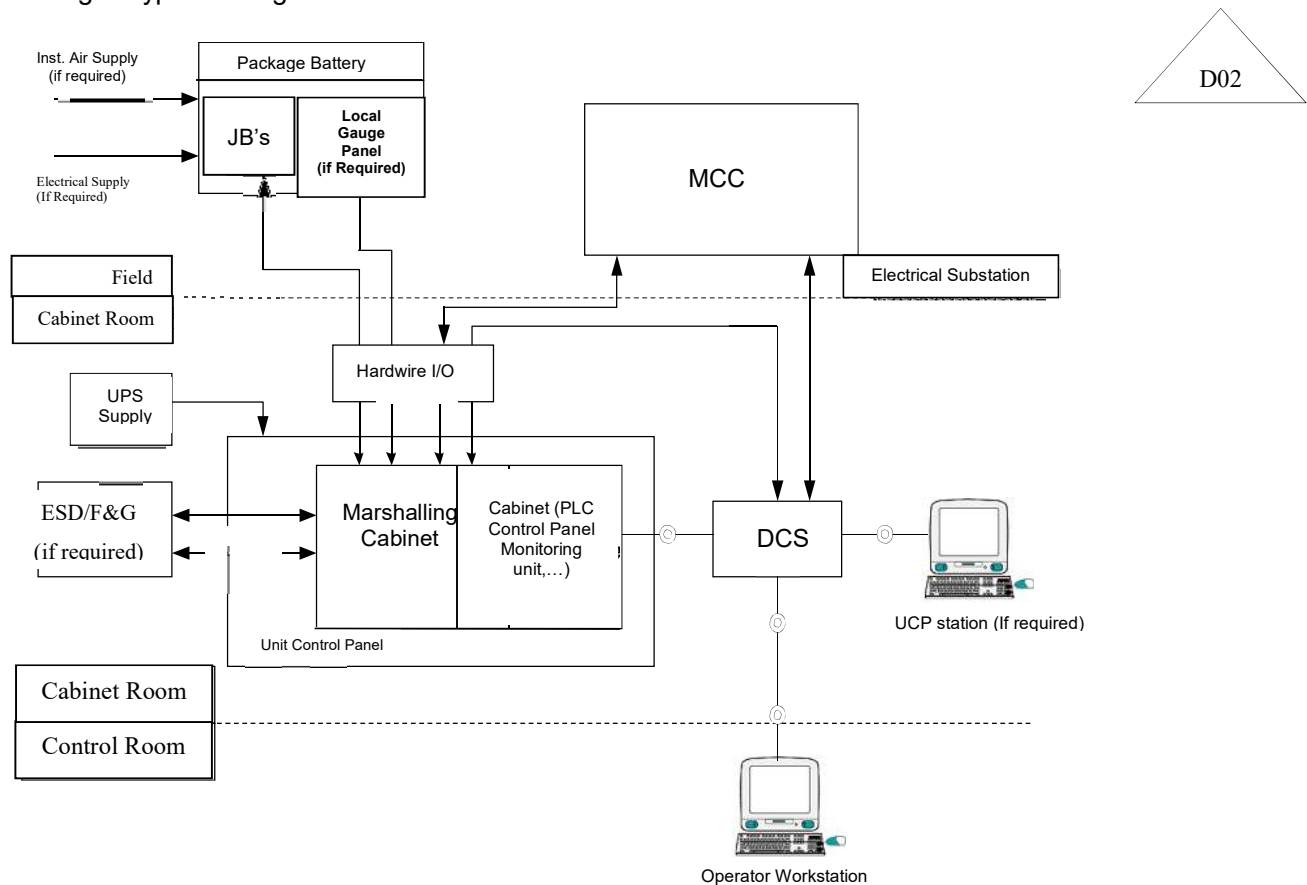 Inst. Air Supply
(if required)
Package Battery
D02
JB's
Local
Gauge
Panel
(if Required)
MCC
Electrical Supply
(If Required)
Field
Electrical Substation
Cabinet Room
Hardwire I/O
UPS
Supply
ESD/F&G
(if required)
Marshalling
Cabinet
Cabinet (PLC
Control Panel
Monitoring
unit,…)
DCS
UCP station (If required)
Unit Control Panel
Cabinet Room
Control Room
Operator Workstation